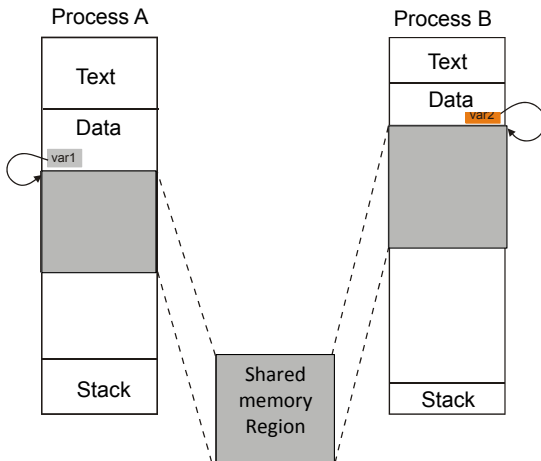 Process A
Process B
Text
Text
Data
Data
var1
var2
Shared
memory
Region
Stack
Stack